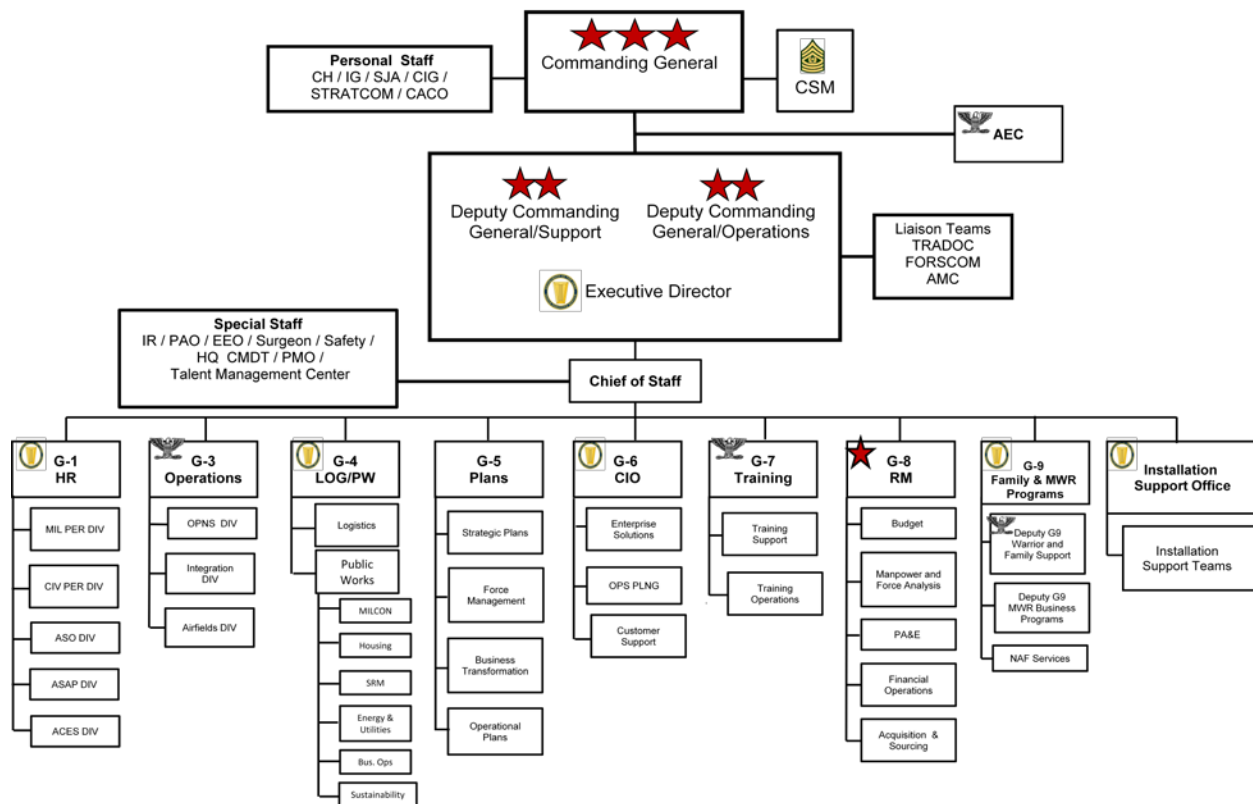 Commanding General
Personal Staff
CH / IG / SJA / CIG /
STRATCOM / CACO
CSM
AEC
Deputy Commanding
General/Support
Deputy Commanding
General/Operations
Executive Director
Liaison Teams
TRADOC
FORSCOM
AMC
Special Staff
IR / PAO / EEO / Surgeon / Safety /
HQ CMDT / PMO /
Talent Management Center
Chief of Staff
G-1
HR
MIL PER DIV
CIV PER DIV
ASO DIV
ASAP DIV
ACES DIV
G-3
Operations
OPNS DIV
Integration
DIV
Airfields DIV
G-4
LOG/PW
Logistics
Public
Works
MILCON
Housing
SRM
Energy &
Utilities
Bus. Ops
Sustainability
G-5
Plans
Strategic Plans
Force
Management
Business
Transformation
Operational
Plans
G-6
CIO
Enterprise
Solutions
OPS PLNG
Customer
Support
G-7
Training
Training
Support
Training
Operations
G-8
RM
Budget
Manpower and
Force Analysis
PA&E
Financial
Operations
Acquisition &
Sourcing
G-9
Family & MWR
Programs
Deputy G9
Warrior and
Family Support
Deputy G9
MWR Business
Programs
NAF Services
Installation
Support Office
Installation
Support Teams